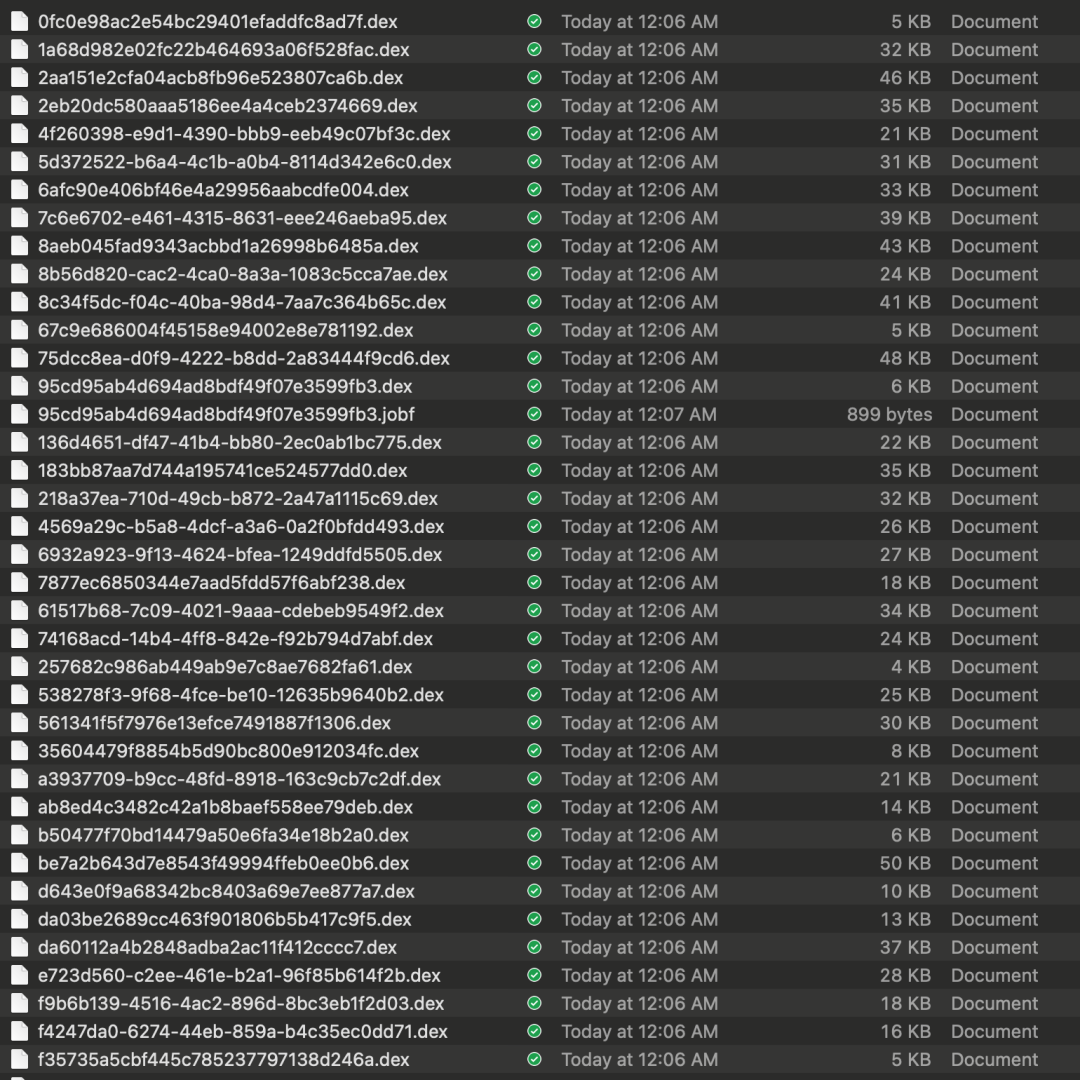 0fc0e98ac2e54bc29401efaddfc8ad7f.dex Today at 12:06 AM 5 KB Document
1a68d982e02fc22b464693a06f528fac.dex Today at 12:06 AM 32 KB Document
2aa151e2cfa04acb8fb96e523807ca6b.dex Today at 12:06 AM 46 KB Document
2eb20dc580aaa5186ee4a4ceb2374669.dex Today at 12:06 AM 35 KB Document
4f260398-e9d1-4390-bbb9-eeb49c07bf3c.dex Today at 12:06 AM 21 KB Document
5d372522-b6a4-4c1b-a0b4-8114d342e6c0.dex Today at 12:06 AM 31 KB Document
6afc90e406bf46e4a29956aabcdfe004.dex Today at 12:06 AM 33 KB Document
7c6e6702-e461-4315-8631-eee246aeba95.dex Today at 12:06 AM 39 KB Document
8aeb045fad9343acbbd1a26998b6485a.dex Today at 12:06 AM 43 KB Document
8b56d820-cac2-4ca0-8a3a-1083c5cca7ae.dex Today at 12:06 AM 24 KB Document
8c34f5dc-f04c-40ba-98d4-7aa7c364b65c.dex Today at 12:06 AM 41 KB Document
67c9e686004f45158e94002e8e781192.dex Today at 12:06 AM 5 KB Document
75dcc8ea-d0f9-4222-b8dd-2a83444f9cd6.dex Today at 12:06 AM 48 KB Document
95cd95ab4d694ad8bdf49f07e3599fb3.dex Today at 12:06 AM 6 KB Document
95cd95ab4d694ad8bdf49f07e3599fb3.jobf Today at 12:07 AM 899 bytes Document
136d4651-df47-41b4-bb80-2ec0ab1bc775.dex Today at 12:06 AM 22 KB Document
183bb87aa7d744a195741ce524577dd0.dex Today at 12:06 AM 35 KB Document
218a37ea-710d-49cb-b872-2a47a1115c69.dex Today at 12:06 AM 32 KB Document
4569a29c-b5a8-4dcf-a3a6-0a2f0bfdd493.dex Today at 12:06 AM 26 KB Document
6932a923-9f13-4624-bfea-1249ddfd5505.dex Today at 12:06 AM 27 KB Document
7877ec6850344e7aad5fdd57f6abf238.dex Today at 12:06 AM 18 KB Document
61517b68-7c09-4021-9aaa-cdebeb9549f2.dex Today at 12:06 AM 34 KB Document
74168acd-14b4-4ff8-842e-f92b794d7abf.dex Today at 12:06 AM 24 KB Document
257682c986ab449ab9e7c8ae7682fa61.dex Today at 12:06 AM 4 KB Document
538278f3-9f68-4fce-be10-12635b9640b2.dex Today at 12:06 AM 25 KB Document
561341f5f7976e13efce7491887f1306.dex Today at 12:06 AM 30 KB Document
35604479f8854b5d90bc800e912034fc.dex Today at 12:06 AM 8 KB Document
a3937709-b9cc-48fd-8918-163c9cb7c2df.dex Today at 12:06 AM 21 KB Document
ab8ed4c3482c42a1b8baef558ee79deb.dex Today at 12:06 AM 14 KB Document
b50477f70bd14479a50e6fa34e18b2a0.dex Today at 12:06 AM 6 KB Document
be7a2b643d7e8543f49994ffeb0ee0b6.dex Today at 12:06 AM 50 KB Document
d643e0f9a68342bc8403a69e7ee877a7.dex Today at 12:06 AM 10 KB Document
da03be2689cc463f901806b5b417c9f5.dex Today at 12:06 AM 13 KB Document
da60112a4b2848adba2ac11f412cccc7.dex Today at 12:06 AM 37 KB Document
e723d560-c2ee-461e-b2a1-96f85b614f2b.dex Today at 12:06 AM 28 KB Document
f9b6b139-4516-4ac2-896d-8bc3eb1f2d03.dex Today at 12:06 AM 18 KB Document
f4247da0-6274-44eb-859a-b4c35ec0dd71.dex Today at 12:06 AM 16 KB Document
f35735a5cbf445c785237797138d246a.dex Today at 12:06 AM 5 KB Document